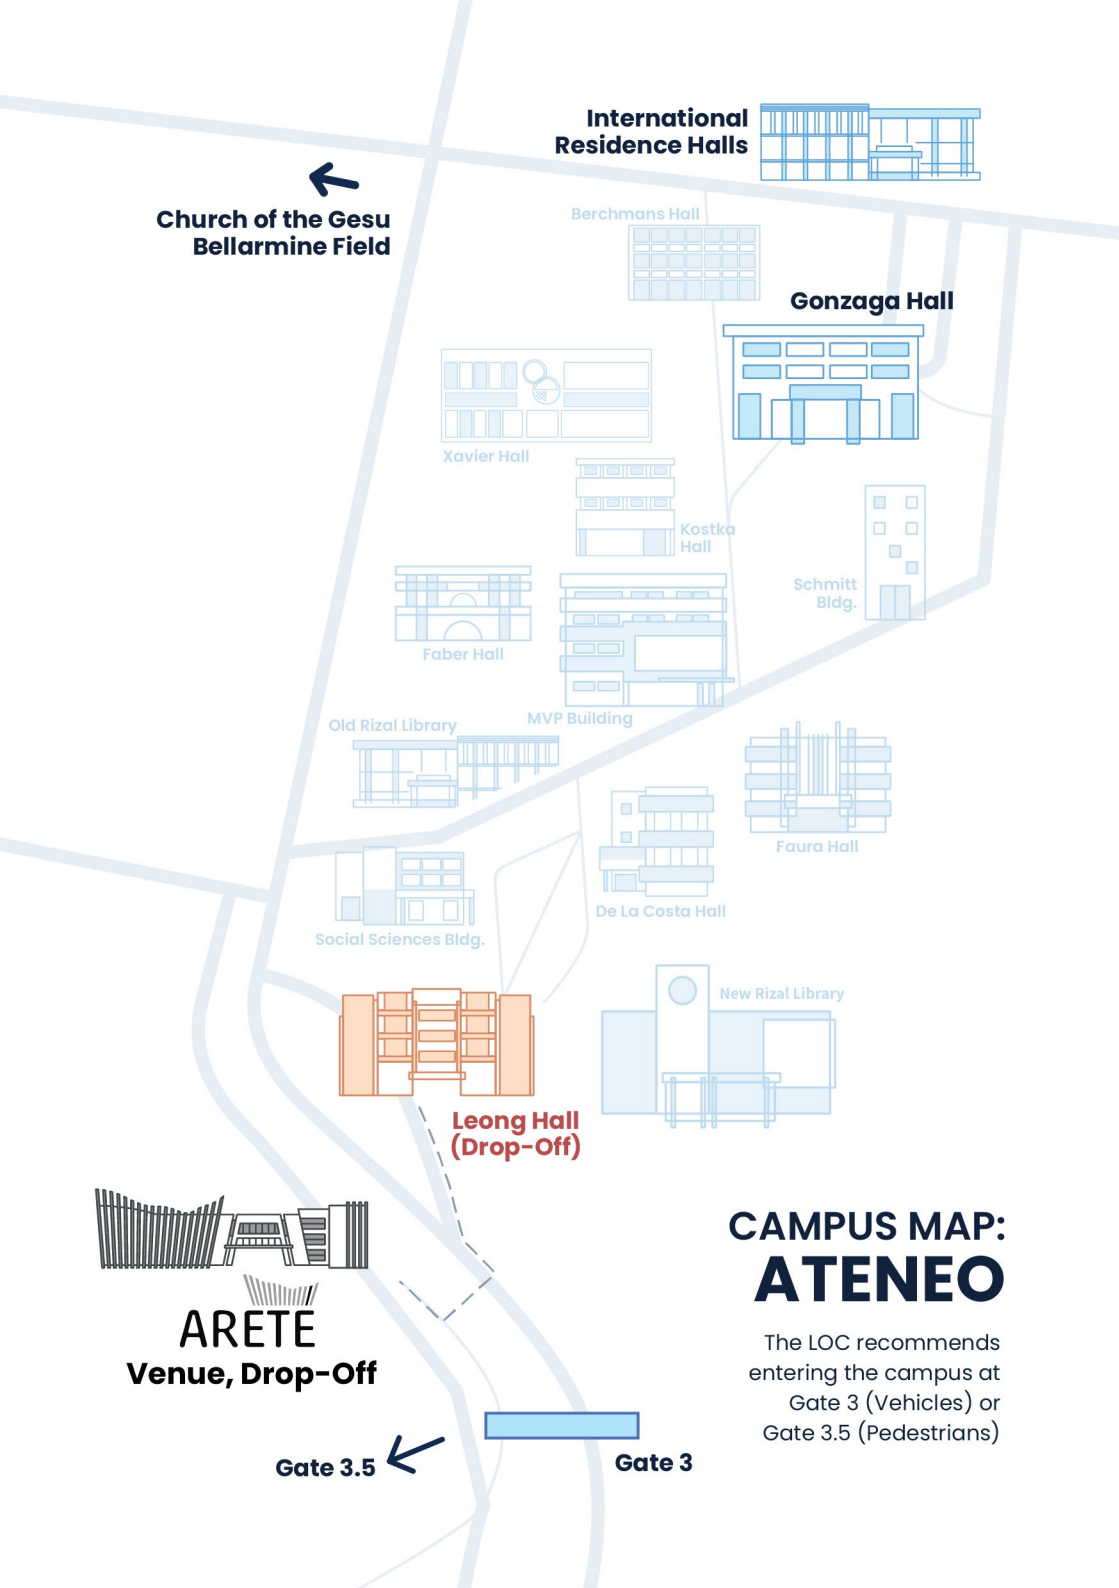 International
Residence Halls
Church of the Gesu
Bellarmine Field
Berchmans Hall
Gonzaga Hall
Xavier Hall
Kostka
Hall
Schmitt
Bldg.
Faber Hall
MVP Building
Old Rizal Library
Faura Hall
De La Costa Hall
Social Sciences Bldg.
New Rizal Library
Leong Hall
(Drop-Off)
ARETE
Venue, Drop-Off
CAMPUS MAP:
ATENEO
The LOC recommends
entering the campus at
Gate 3 (Vehicles) or
Gate 3.5 (Pedestrians)
Gate 3.5
Gate 3